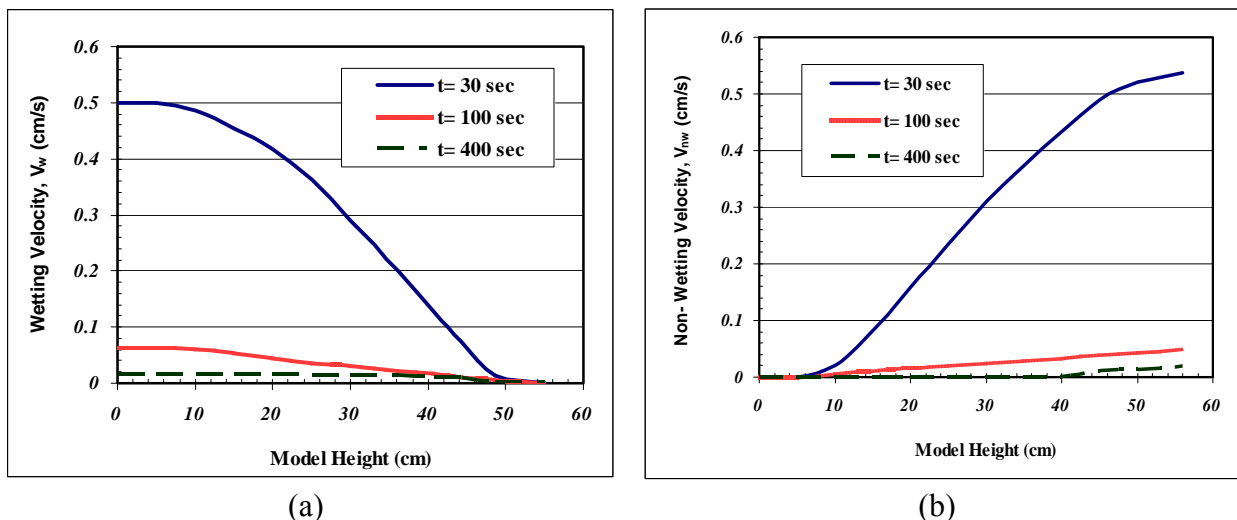 0.6
0.5
0.4
0.3
0.2
0.1
0
Wetting Velocity, Vw (cm/s)
t= 30 sec
t= 100 sec
t= 400 sec
0 10 20 30 40 50 60
Model Height (cm)
(a)
0.6
0.5
0.4
0.3
0.2
0.1
0
Non- Wetting Velocity, Vnw (cm/s)
t= 30 sec
t= 100 sec
t= 400 sec
0 10 20 30 40 50 60
Model Height (cm)
(b)